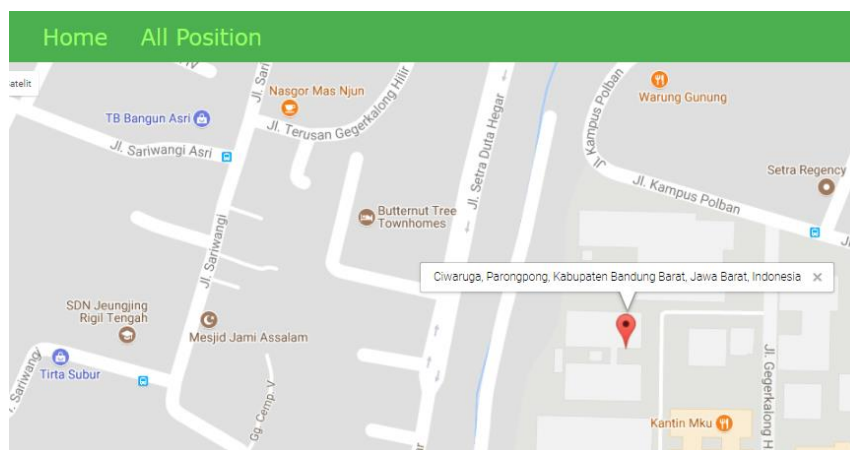 Home All Position
atelit
Nasgor Mas Njun
Warung Gunung
TB Bangun Asri
Jl. Terusan Gegerkalong Hilir
Jl. Sari
Jl. Kampus Polban
Jl. Setra Duta Hegar
Jl. Sariwangi Asri
Setra Regency
Jl. Kampus Polban
Butternut Tree
Townhomes
Jl. Sariwangi
Ciwaruga, Parongpong, Kabupaten Bandung Barat, Jawa Barat, Indonesia
SDN Jeungjing
Rigil Tengah
Mesjid Jami Assalam
Tirta Subur
Sariwangi
Gg. Cemp. V
Jl. Gegerkalong H
Kantin Mku